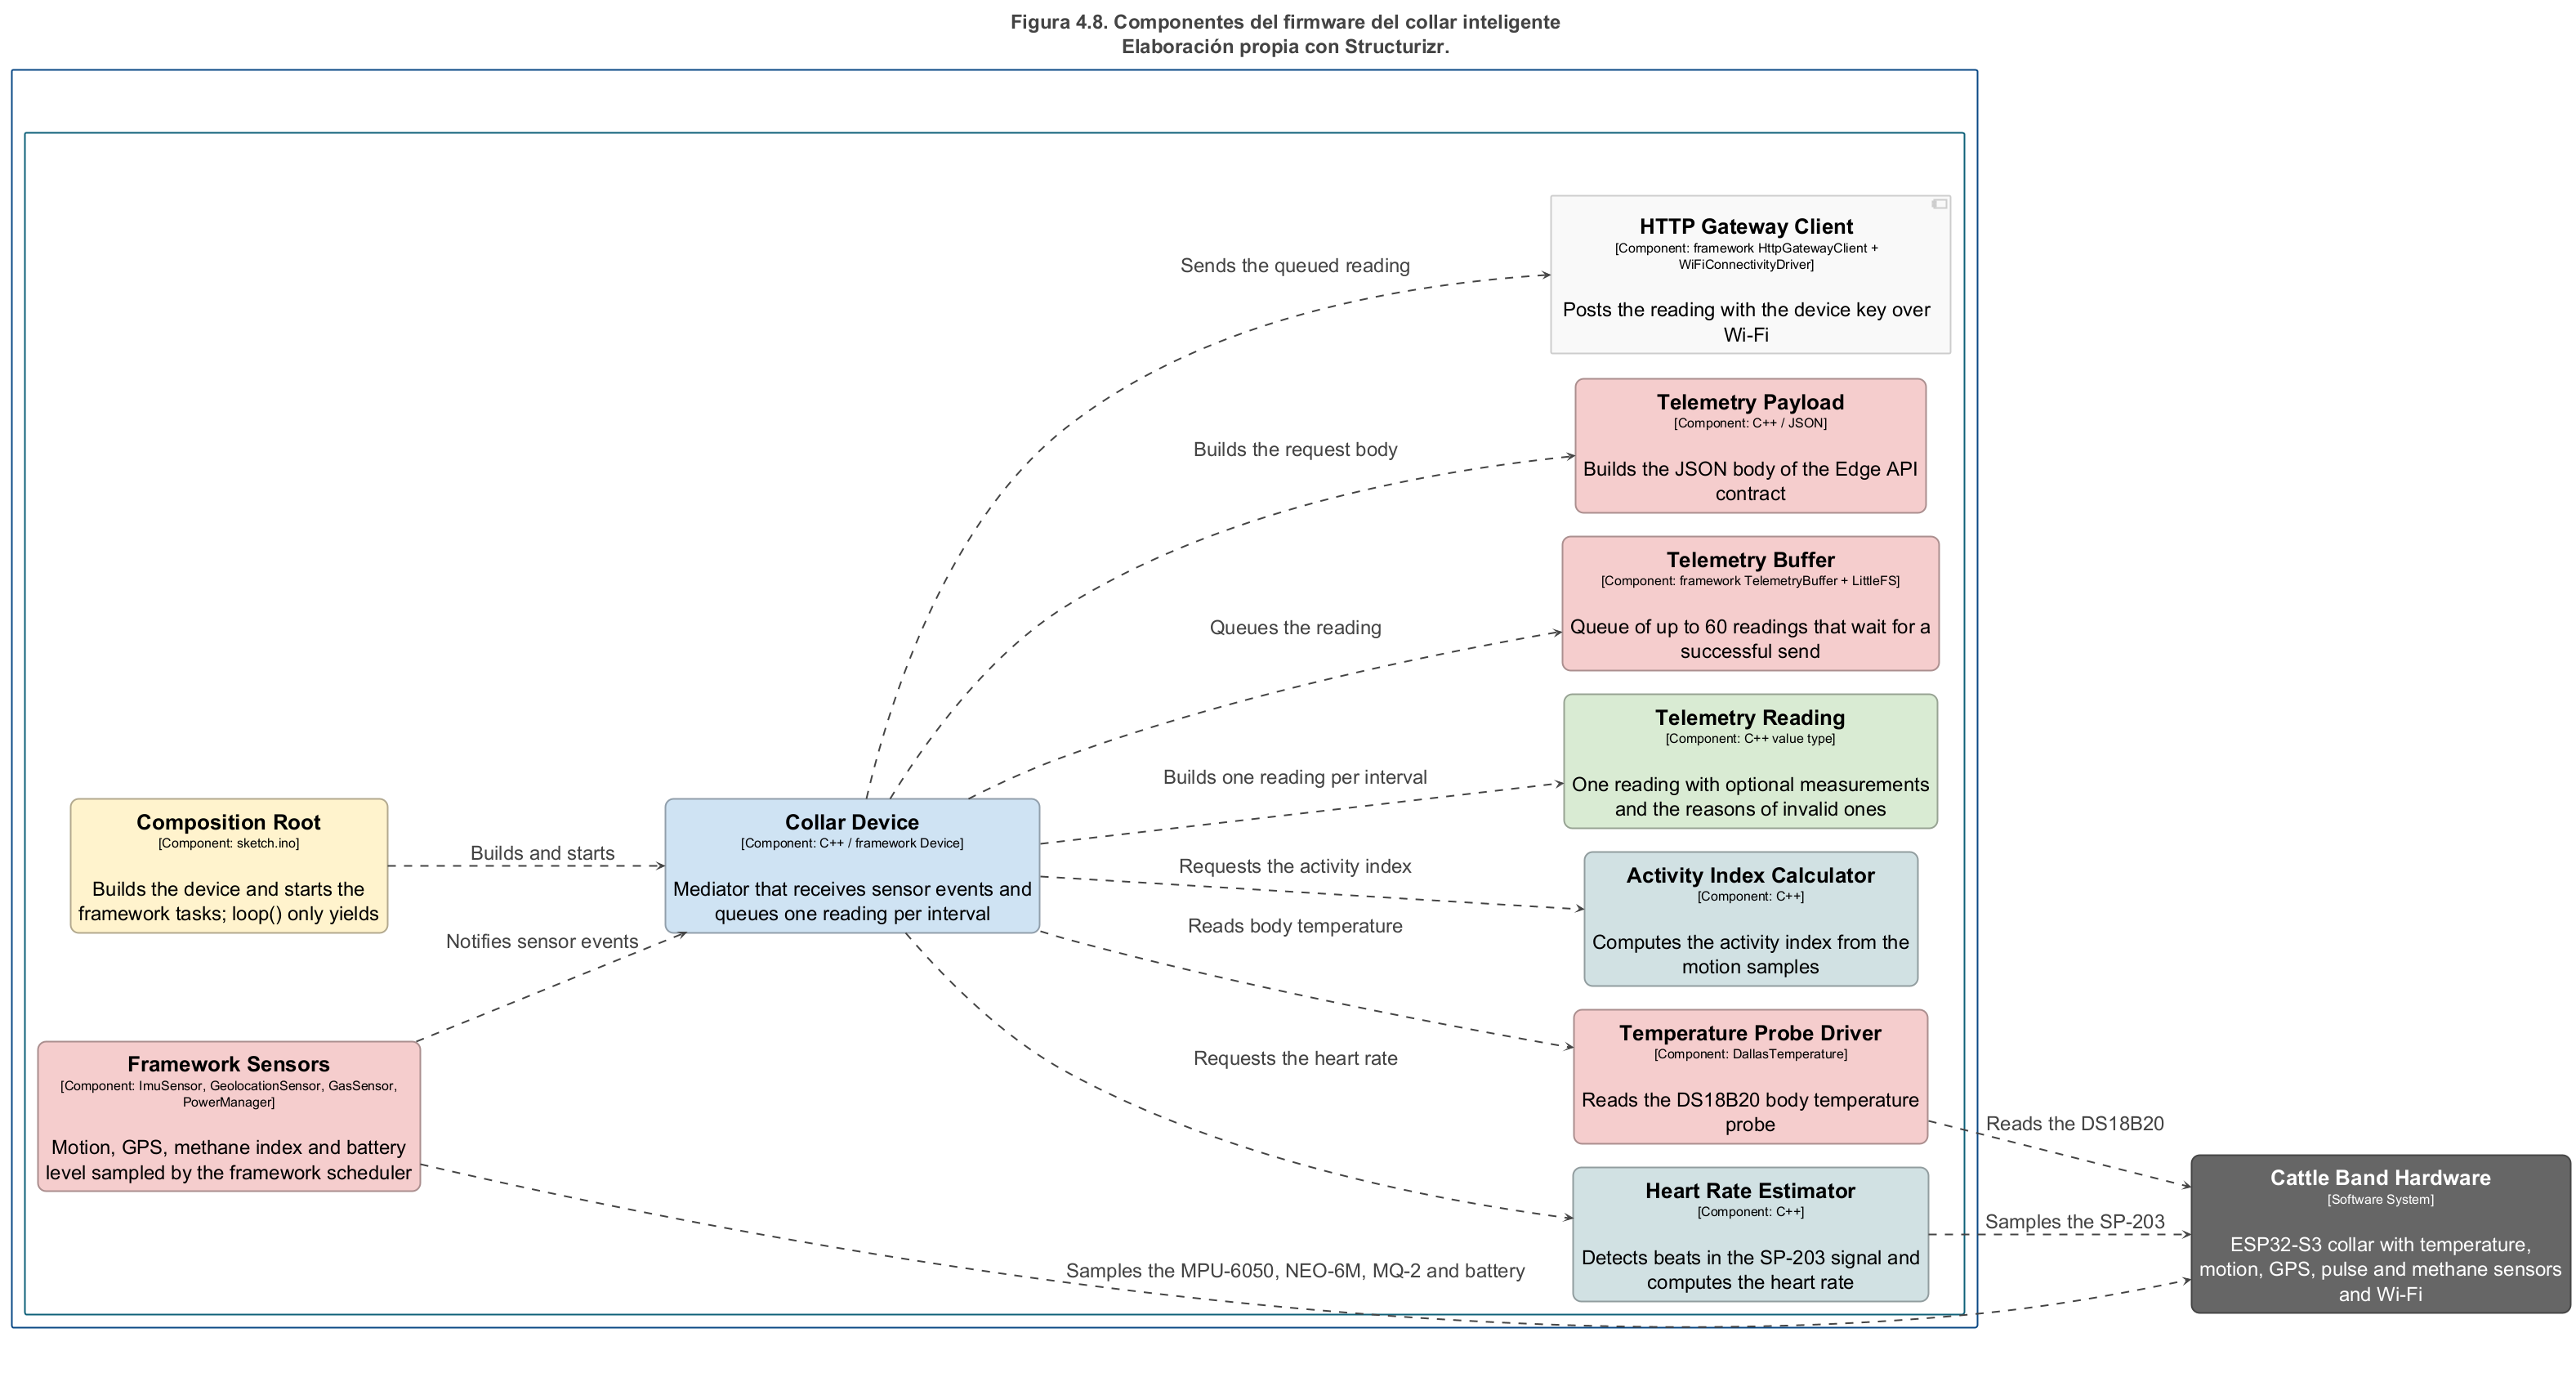 Figura 4.8. Componentes del firmware del collar inteligente
Elaboración propia con Structurizr.
HTTP Gateway Client
[Component: framework HttpGatewayClient +
WiFiConnectivityDriver]
Posts the reading with the device key over
Wi-Fi
Sends the queued reading
Telemetry Payload
[Component: C++ / JSON]
Builds the JSON body of the Edge API
contract
Builds the request body
Telemetry Buffer
[Component: framework TelemetryBuffer + LittleFS]
Queue of up to 60 readings that wait for a
successful send
Queues the reading
Telemetry Reading
[Component: C++ value type]
One reading with optional measurements
and the reasons of invalid ones
Builds one reading per interval
Composition Root
[Component: sketch.ino]
Builds the device and starts the
framework tasks; loop() only yields
Builds and starts
Collar Device
[Component: C++ / framework Device]
Mediator that receives sensor events and
queues one reading per interval
Requests the activity index
Activity Index Calculator
[Component: C++]
Computes the activity index from the
motion samples
Reads body temperature
Notifies sensor events
Framework Sensors
[Component: ImuSensor, GeolocationSensor, GasSensor,
PowerManager]
Motion, GPS, methane index and battery
level sampled by the framework scheduler
Requests the heart rate
Temperature Probe Driver
[Component: DallasTemperature]
Reads the DS18B20 body temperature
probe
Reads the DS18B20
Heart Rate Estimator
[Component: C++]
Detects beats in the SP-203 signal and
computes the heart rate
Samples the SP-203
Samples the MPU-6050, NEO-6M, MQ-2 and battery
Cattle Band Hardware
[Software System]
ESP32-S3 collar with temperature,
motion, GPS, pulse and methane sensors
and Wi-Fi